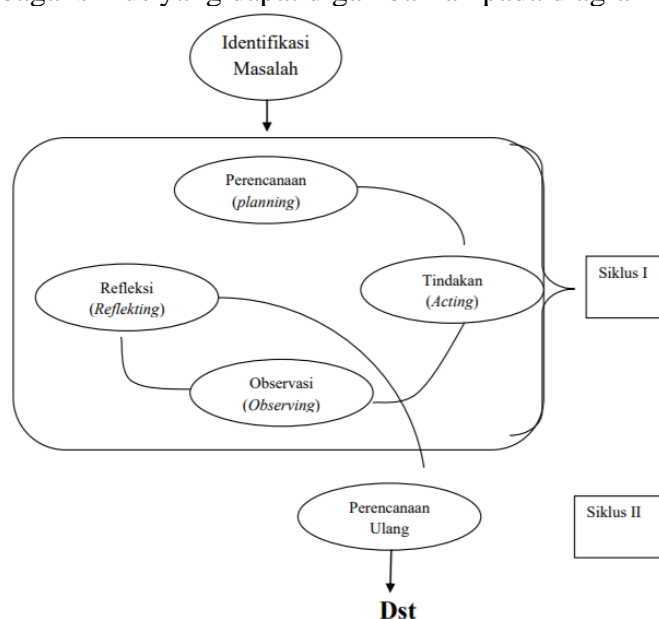 Identifikasi
Masalah
Perencanaan
(planning)
Tindakan
(Acting)
Siklus I
Refleksi
(Reflekting)
Observasi
(Observing)
Perencanaan
Ulang
Siklus II
Dst